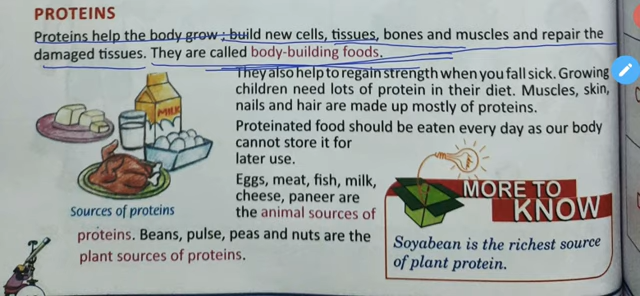 PROTEINS
Proteins help the body grow ; build new cells, tissues, bones and muscles and repair the
damaged tissues. They are called body-building foods.
They also help to regain strength when you fall sick. Growing
children need lots of protein in their diet. Muscles, skin,
nails and hair are made up mostly of proteins.
MILK
Proteinated food should be eaten every day as our body
cannot store it for
later use.
Eggs, meat, fish, milk,
cheese, paneer are
the animal sources of
Sources of proteins
proteins. Beans, pulse, peas and nuts are the
plant sources of proteins.
MORE TO
KNOW
Soyabean is the richest source
of plant protein.